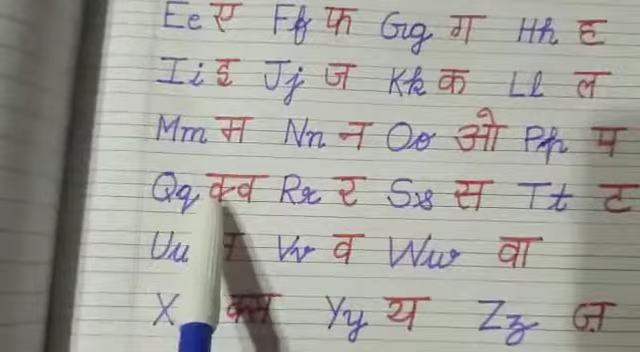 Ee ए Ff फ Gg ग Hh ह
Ii इ Jj ज Kk क Ll ल
Mm म Nn न Oo ओ Pp प
Qq क्व Rr र Ss स Tt ट
Uu Vv व Ww वा
X क्स Yy य Zz ज़